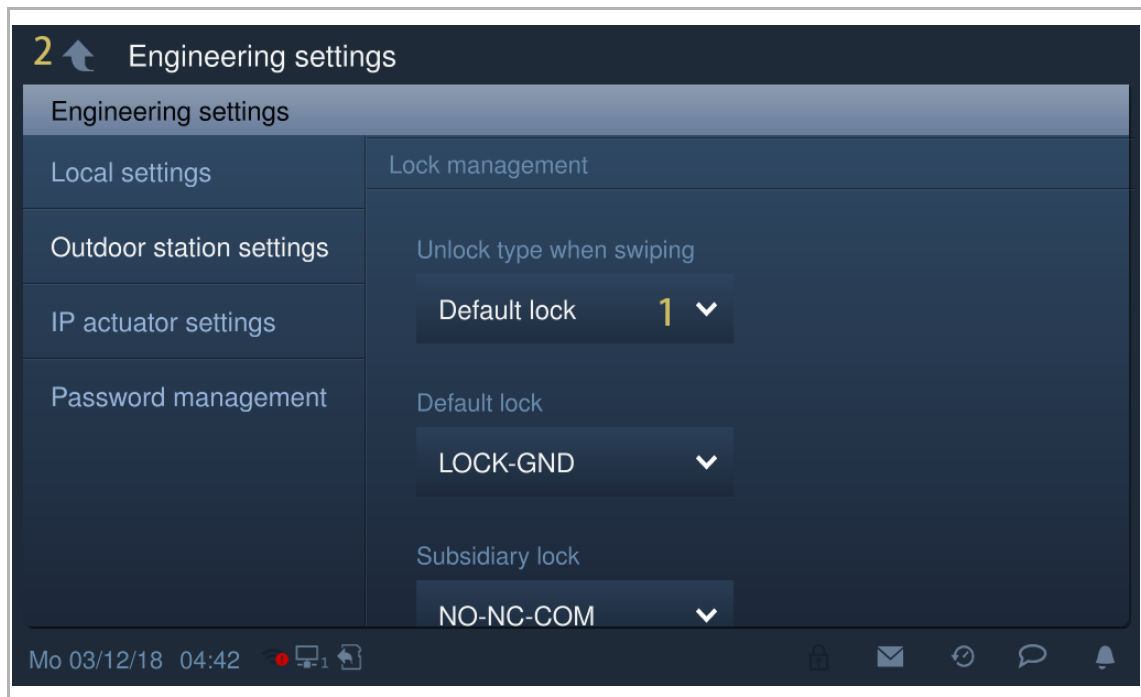 2 Engineering settings
Engineering settings
Local settings
Lock management
Outdoor station settings
Unlock type when swiping
Default lock 1
IP actuator settings
Password management
Default lock
LOCK-GND
Subsidiary lock
NO-NC-COM
Mo 03/12/18 04:42 1